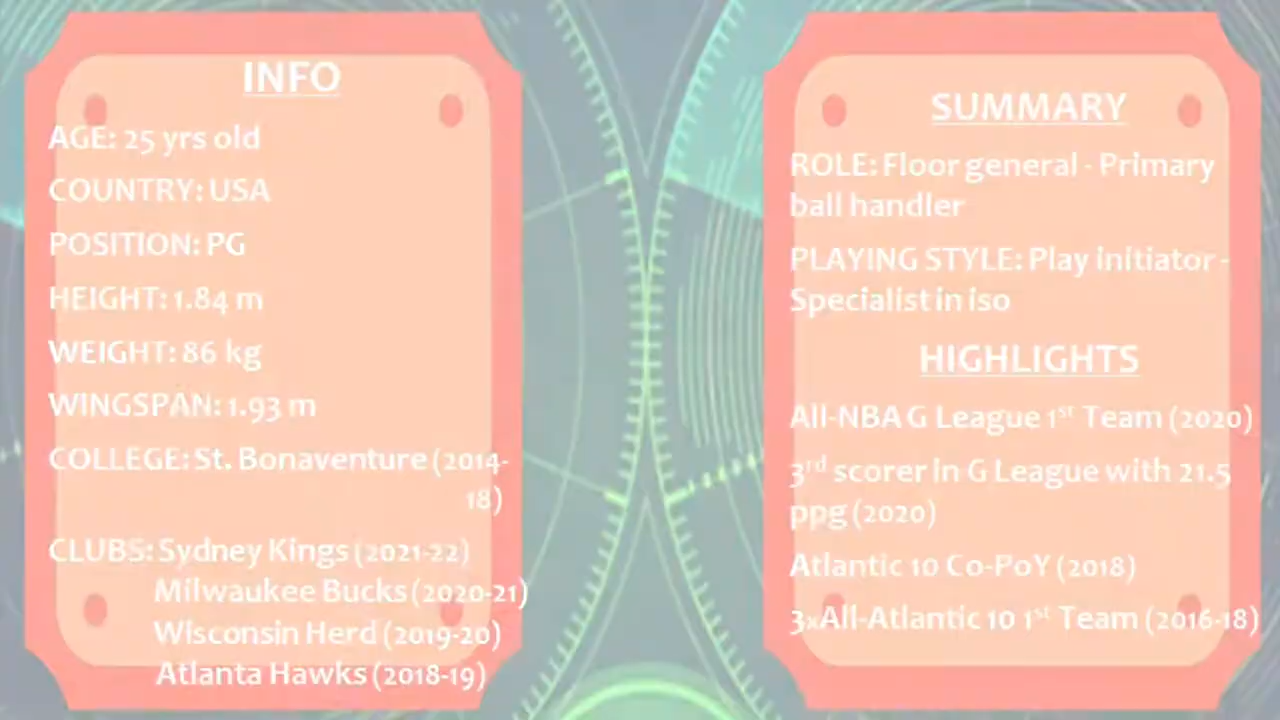 INFO
AGE: 25 yrs old
COUNTRY: USA
POSITION: PG
HEIGHT: 1.84 m
WEIGHT: 86 kg
WINGSPAN: 1.93 m
COLLEGE: St. Bonaventure (2014-
18)
CLUBS: Sydney Kings (2021-22)
Milwaukee Bucks (2020-21)
Wisconsin Herd (2019-20)
Atlanta Hawks (2018-19)
SUMMARY
ROLE: Floor general - Primary
ball handler
PLAYING STYLE: Play initiator -
Specialist in iso
HIGHLIGHTS
All-NBA G League 1st Team (2020)
3rd scorer in G League with 21.5
ppg (2020)
Atlantic 10 Co-PoY (2018)
3xAll-Atlantic 10 1st Team (2016-18)